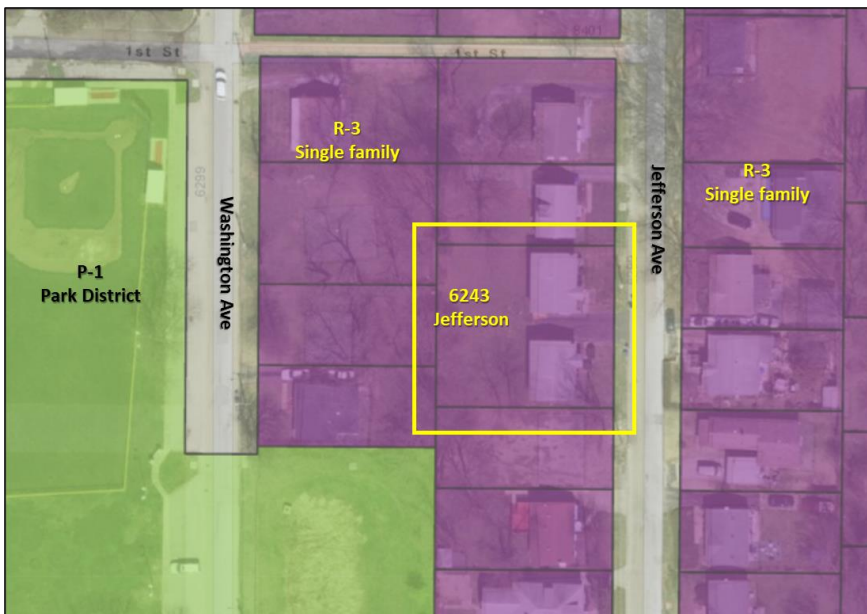 1st St
1st St
R-3
Single family
6299
Washington Ave
Jefferson Ave
R-3
Single family
P-1
Park District
6243
Jefferson